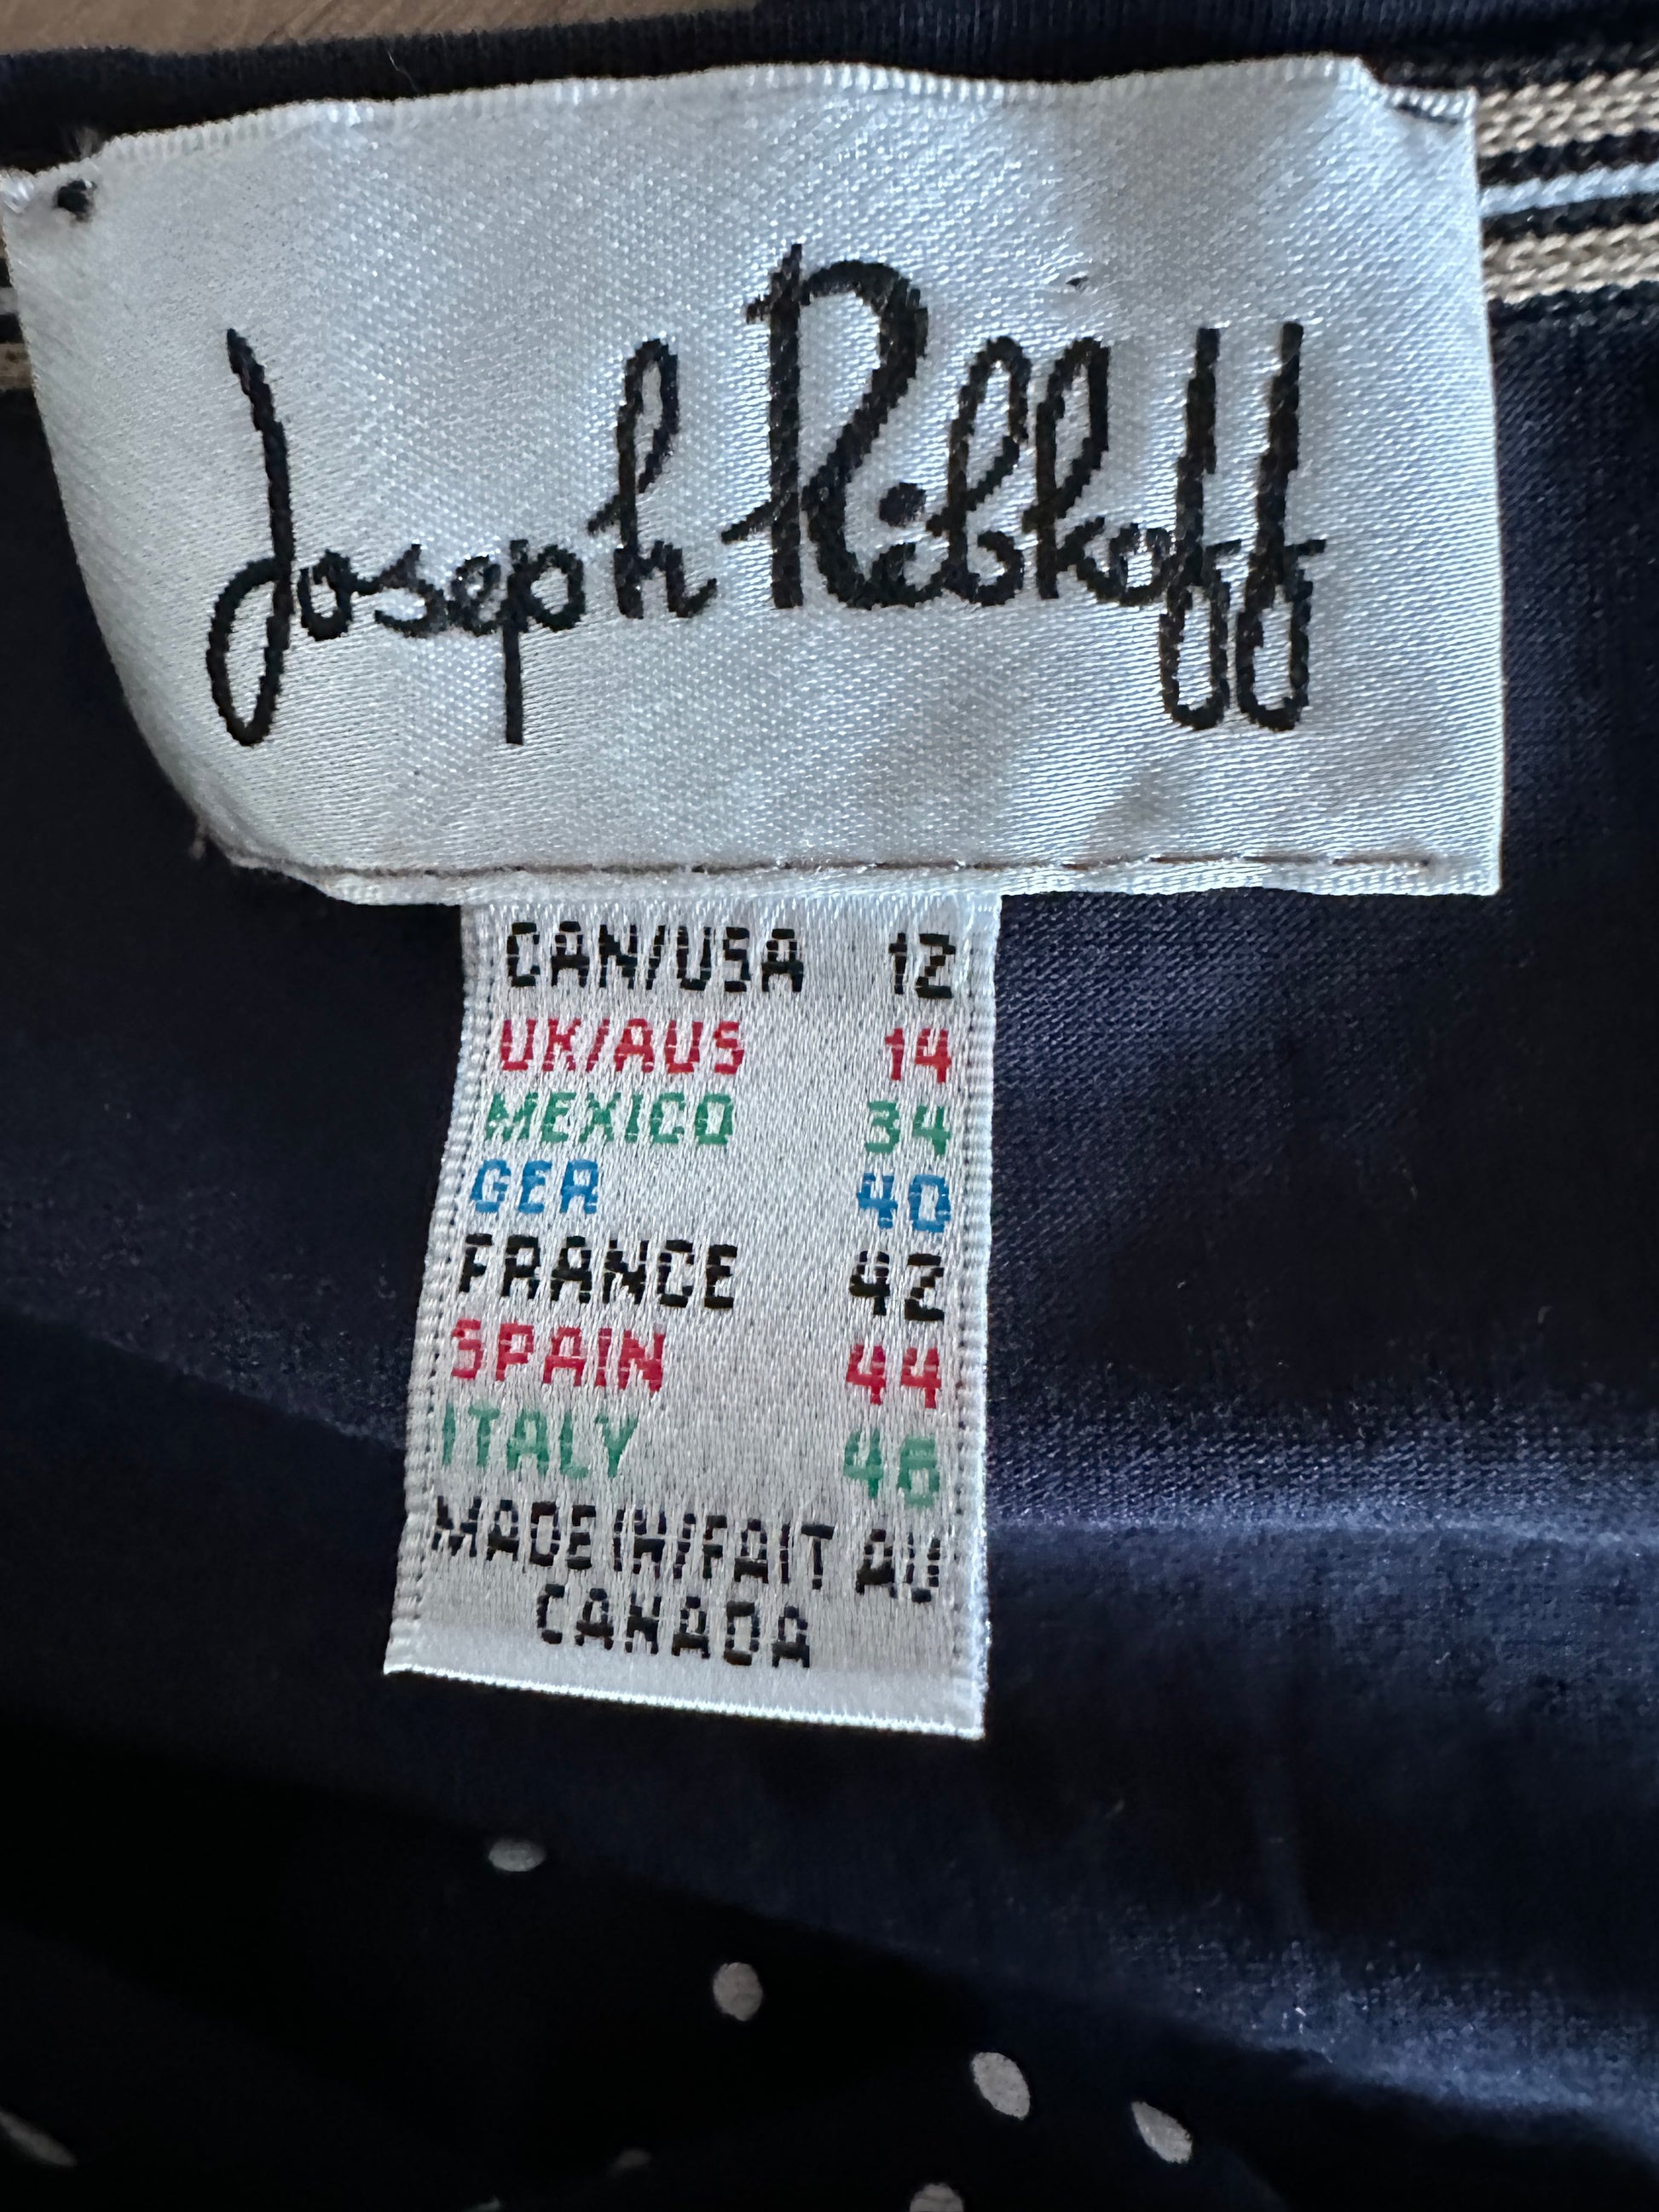 Joseph Ribkoff
CAN/USA 12
UK/AUS 14
MEXICO 34
GER 40
FRANCE 42
SPAIN 44
ITALY 46
MADE IN/FAIT AU
CANADA